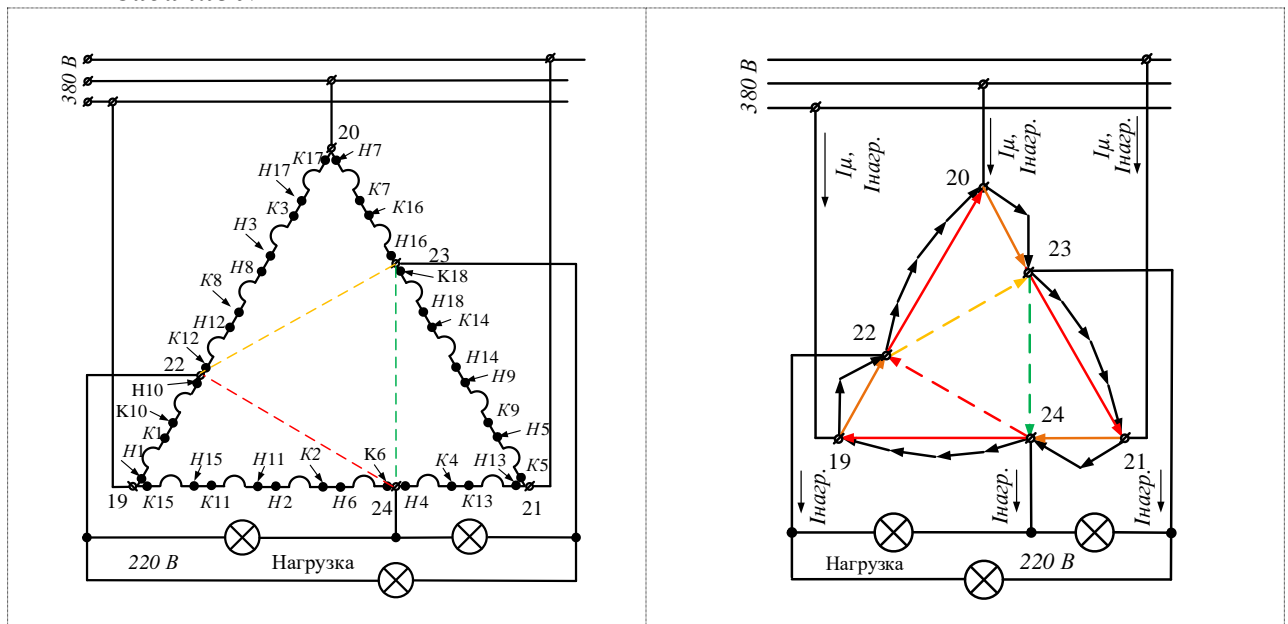 380 В
20
К17
Н7
Н17
К3
К7
К16
Н3
Н8
Н16
23
К18
К8
Н12
Н18
К14
К12
22
Н10
Н14
Н9
К10
К1
К9
Н5
Н1
Н15
Н11
К2
К6
К4
Н13
К5
19
К15
К11
Н2
Н6
24
Н4
К13
21
220 В
Нагрузка
380 В
Iμ,
Iнагр.
Iμ,
Iнагр.
Iμ,
Iнагр.
20
23
22
24
19
21
Iнагр.
Iнагр.
Iнагр.
Нагрузка
220 В